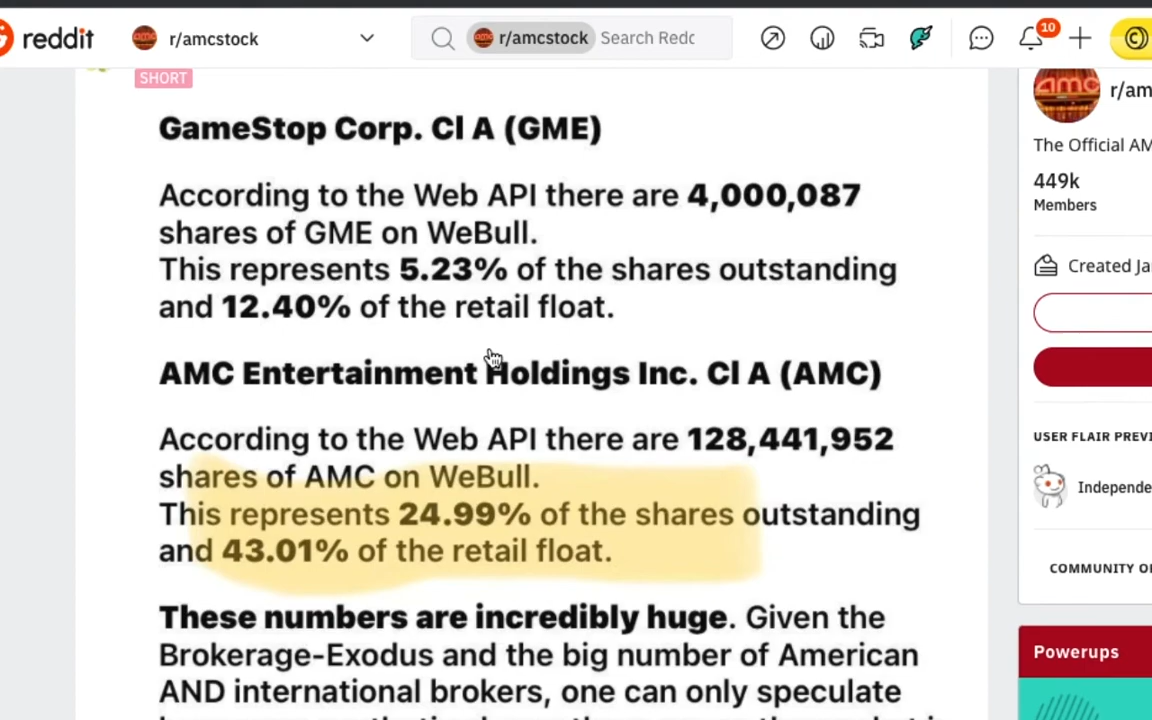 reddit
r/amcstock
r/amcstock Search Redc
10
SHORT
GameStop Corp. Cl A (GME)
According to the Web API there are 4,000,087
shares of GME on WeBull.
This represents 5.23% of the shares outstanding
and 12.40% of the retail float.
AMC Entertainment Holdings Inc. Cl A (AMC)
According to the Web API there are 128,441,952
shares of AMC on WeBull.
This represents 24.99% of the shares outstanding
and 43.01% of the retail float.
These numbers are incredibly huge. Given the
Brokerage-Exodus and the big number of American
AND international brokers, one can only speculate
amc
r/am
The Official AM
449k
Members
Created Ja
USER FLAIR PREVI
Independe
COMMUNITY O
Powerups